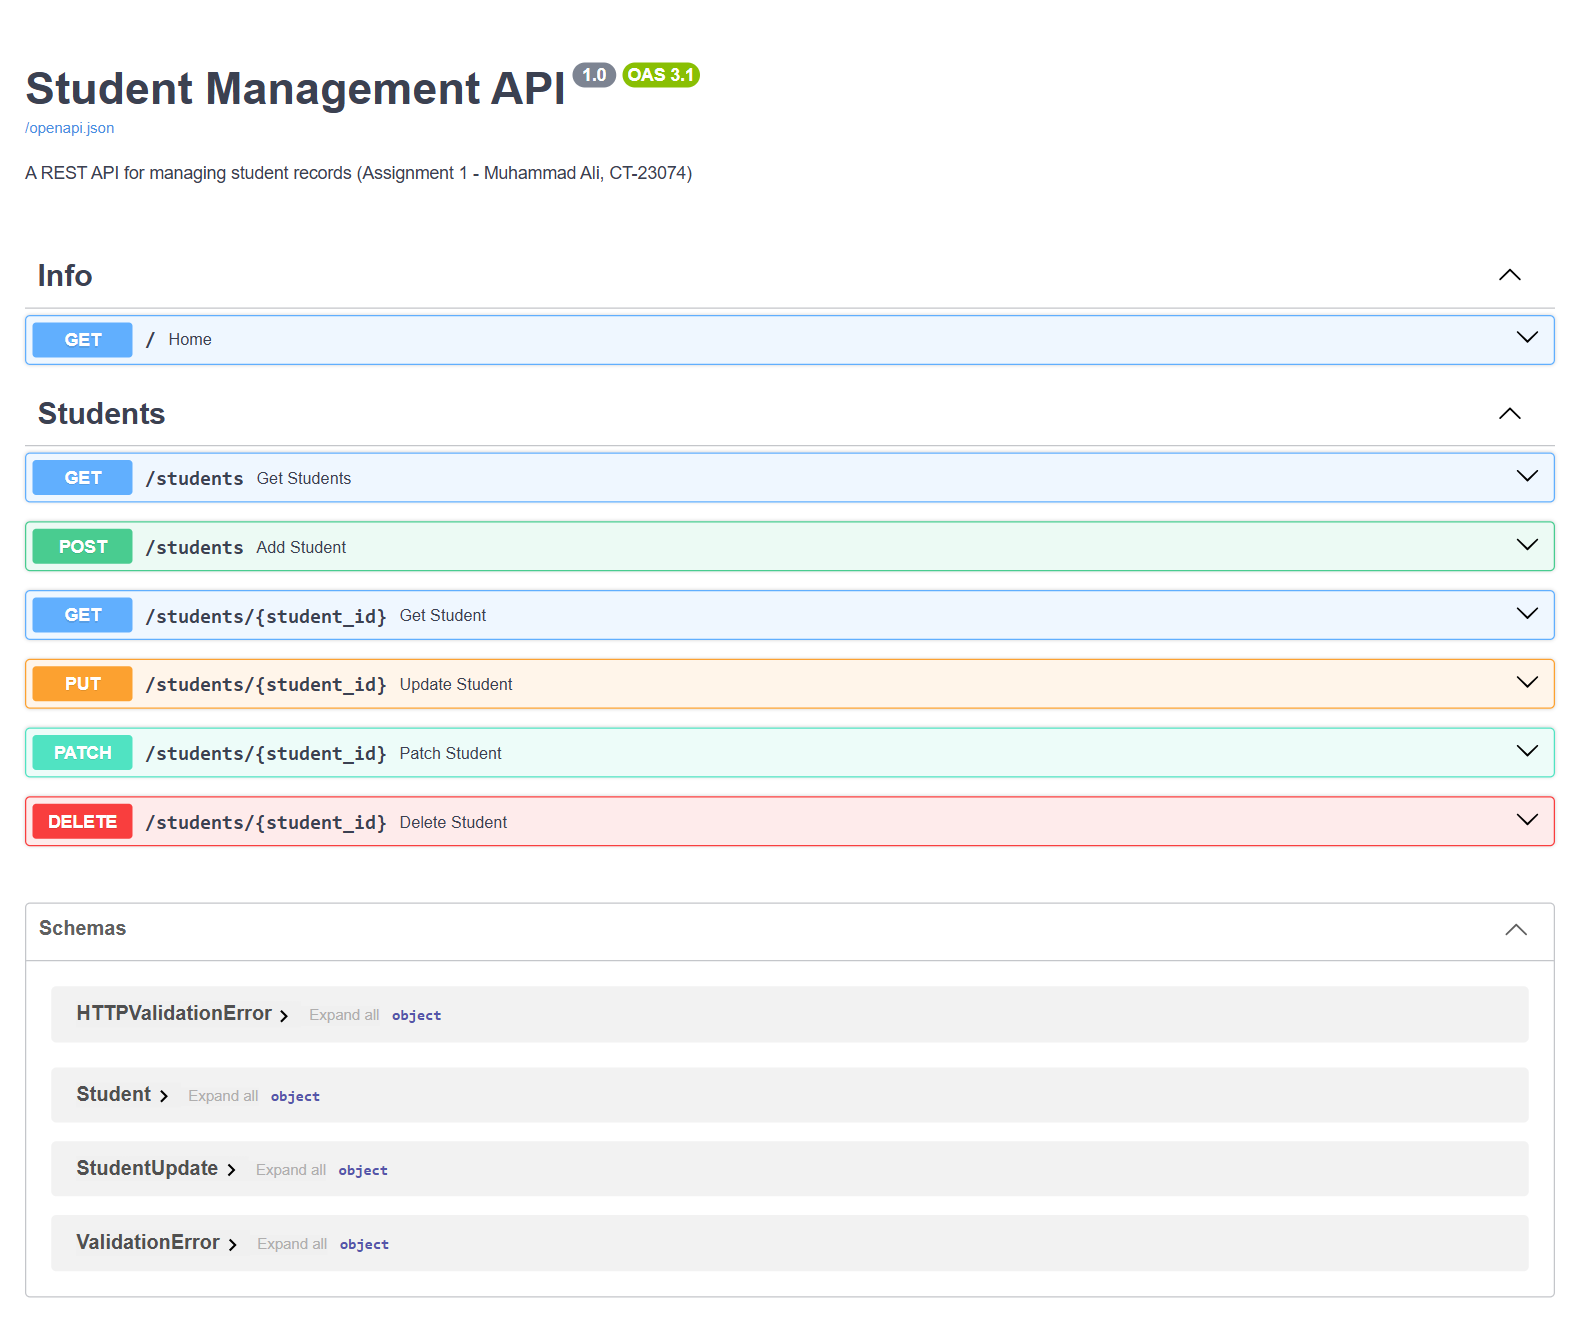 Student Management API 1.0 OAS 3.1
/openapi.json
A REST API for managing student records (Assignment 1 - Muhammad Ali, CT-23074)
Info
GET / Home
Students
GET /students Get Students
POST /students Add Student
GET /students/{student_id} Get Student
PUT /students/{student_id} Update Student
PATCH /students/{student_id} Patch Student
DELETE /students/{student_id} Delete Student
Schemas
HTTPValidationError Expand all object
Student Expand all object
StudentUpdate Expand all object
ValidationError Expand all object